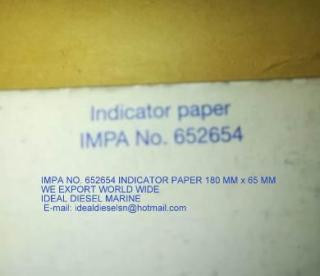 Indicator paper
IMPA No. 652654
IMPA NO. 652654 INDICATOR PAPER 180 MM x 65 MM
WE EXPORT WORLD WIDE
IDEAL DIESEL MARINE
E-mail: idealdieselsn@hotmail.com